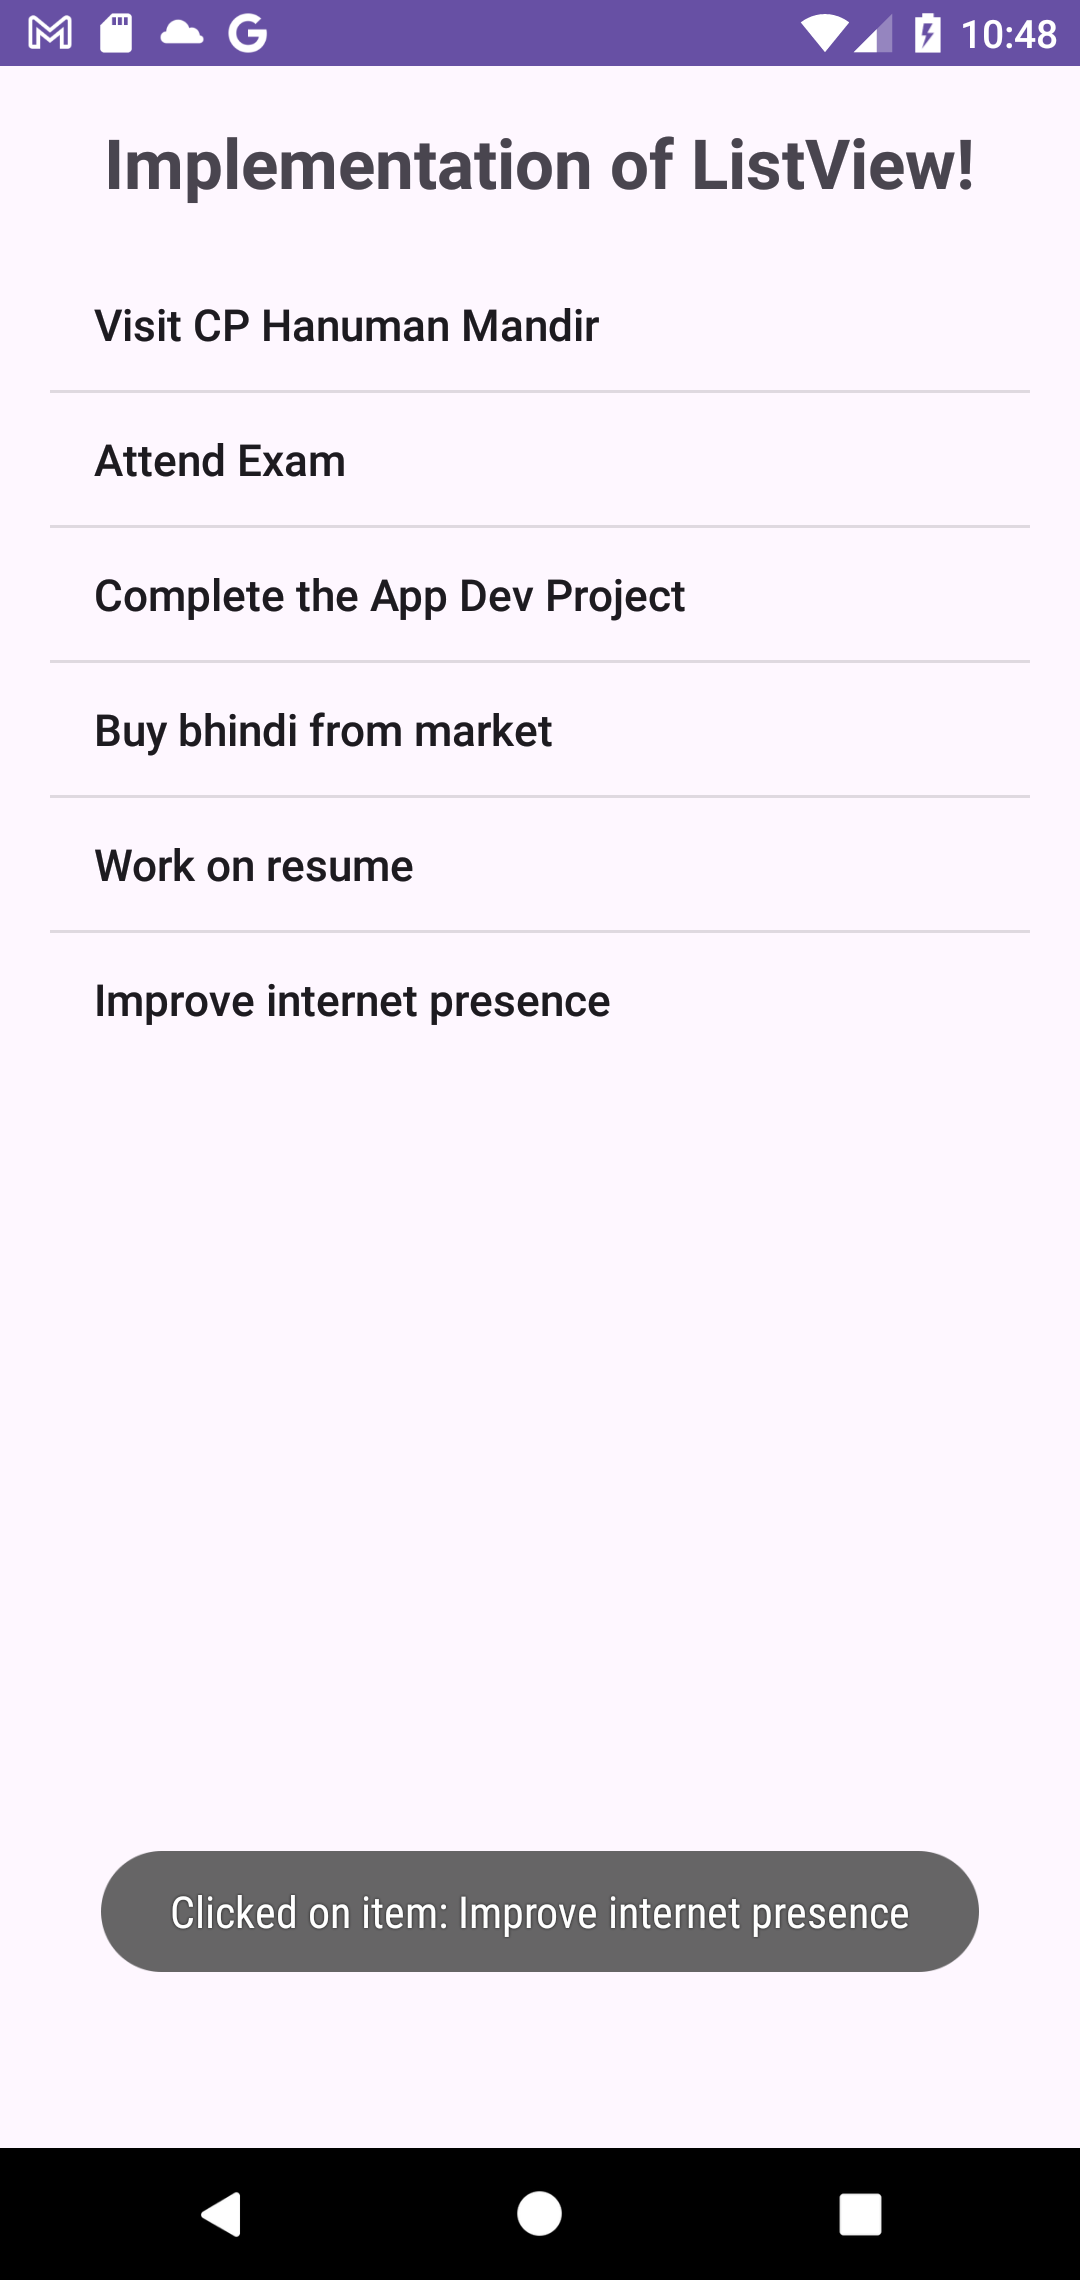 10:48
Implementation of ListView!
Visit CP Hanuman Mandir
Attend Exam
Complete the App Dev Project
Buy bhindi from market
Work on resume
Improve internet presence
Clicked on item: Improve internet presence